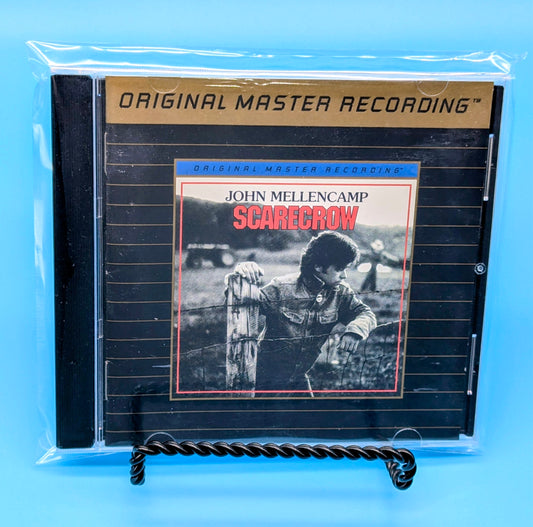 ORIGINAL MASTER RECORDING™
ORIGINAL MASTER RECORDING™
JOHN MELLENCAMP
SCARECROW